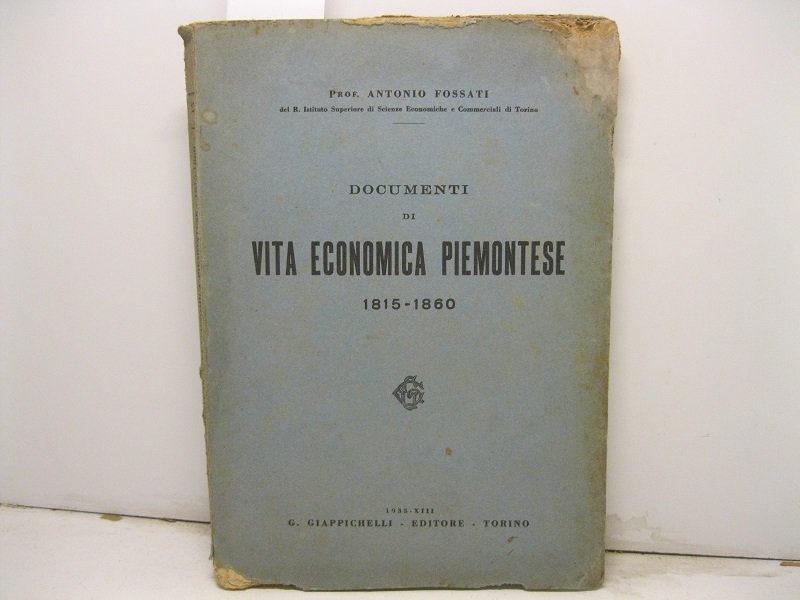 PROF. ANTONIO FOSSATI
del R. Istituto Superiore di Scienze Economiche e Commerciali di Torino
DOCUMENTI
DI
VITA ECONOMICA PIEMONTESE
1815-1860
1935-XIII
G. GIAPPICHELLI - EDITORE - TORINO